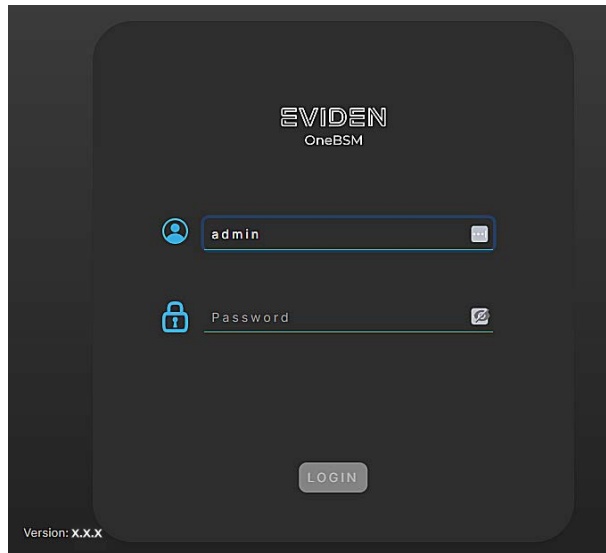 EVIDEN
OneBSM
admin
Password
LOGIN
Version: X.X.X